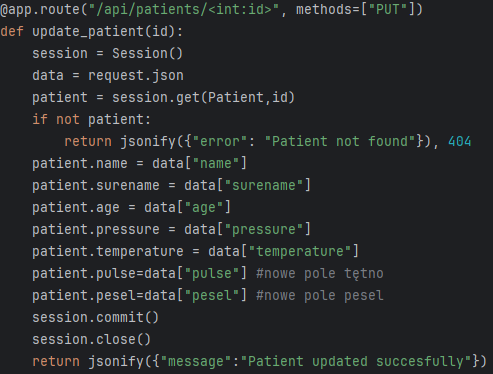 @app.route("/api/patients/<int:id>", methods=["PUT"])
def update_patient(id):
    session = Session()
    data = request.json
    patient = session.get(Patient,id)
    if not patient:
        return jsonify({"error": "Patient not found"}), 404
    patient.name = data["name"]
    patient.surename = data["surename"]
    patient.age = data["age"]
    patient.pressure = data["pressure"]
    patient.temperature = data["temperature"]
    patient.pulse=data["pulse"] #nowe pole tętno
    patient.pesel=data["pesel"] #nowe pole pesel
    session.commit()
    session.close()
    return jsonify({"message":"Patient updated succesfully"})